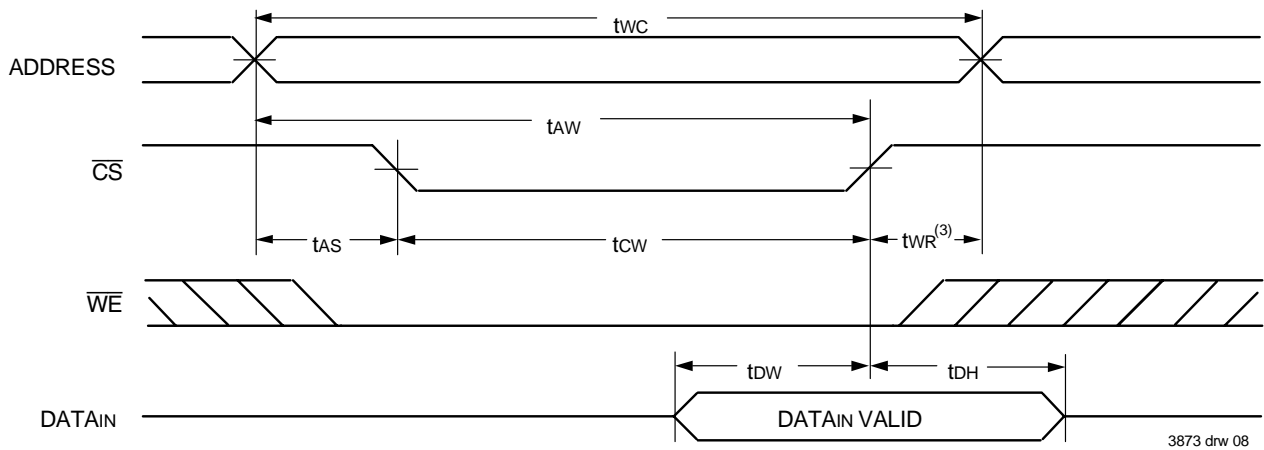 tWC
ADDRESS
tAW
CS
tAS
tCW
tWR(3)
WE
tDW
tDH
DATAIN
DATAIN VALID
3873 drw 08